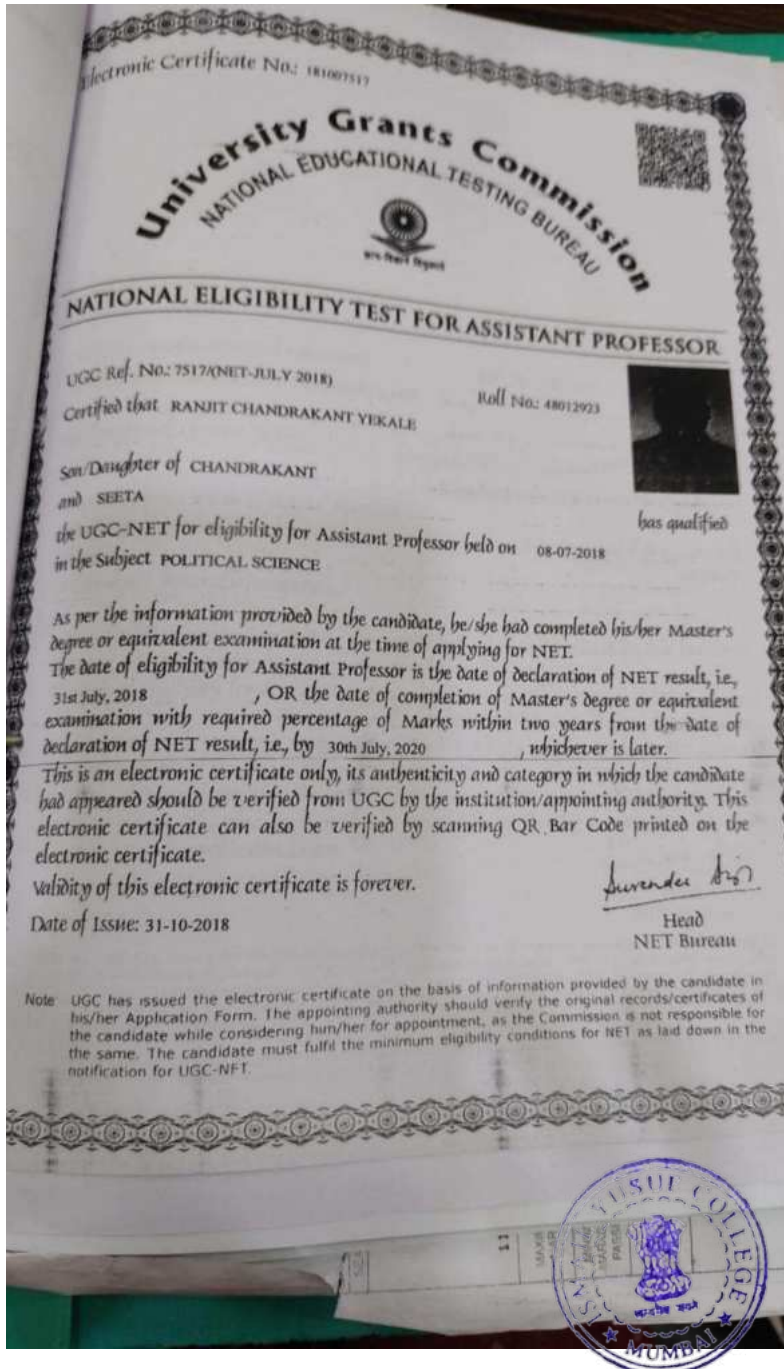 Electronic Certificate No.: 181007517
University Grants Commission
NATIONAL EDUCATIONAL TESTING BUREAU
NATIONAL ELIGIBILITY TEST FOR ASSISTANT PROFESSOR
UGC Ref. No.: 7517/(NET-JULY 2018)
Roll No.: 48012923
Certified that RANJIT CHANDRAKANT YEKALE
Son/Daughter of CHANDRAKANT
and SEETA
has qualified
the UGC-NET for eligibility for Assistant Professor held on 08-07-2018
in the Subject POLITICAL SCIENCE
As per the information provided by the candidate, he/she had completed his/her Master's
degree or equivalent examination at the time of applying for NET.
The date of eligibility for Assistant Professor is the date of declaration of NET result, i.e.,
31st July, 2018 , OR the date of completion of Master's degree or equivalent
examination with required percentage of Marks within two years from the date of
declaration of NET result, i.e., by 30th July, 2020 , whichever is later.
This is an electronic certificate only, its authenticity and category in which the candidate
had appeared should be verified from UGC by the institution/appointing authority. This
electronic certificate can also be verified by scanning QR Bar Code printed on the
electronic certificate.
Validity of this electronic certificate is forever.
Date of Issue: 31-10-2018
Surender
Head
NET Bureau
Note UGC has issued the electronic certificate on the basis of information provided by the candidate in
his/her Application Form. The appointing authority should verify the original records/certificates of
the candidate while considering him/her for appointment, as the Commission is not responsible for
the same. The candidate must fulfil the minimum eligibility conditions for NET as laid down in the
notification for UGC-NET.
COLLEGE
MUMBAI